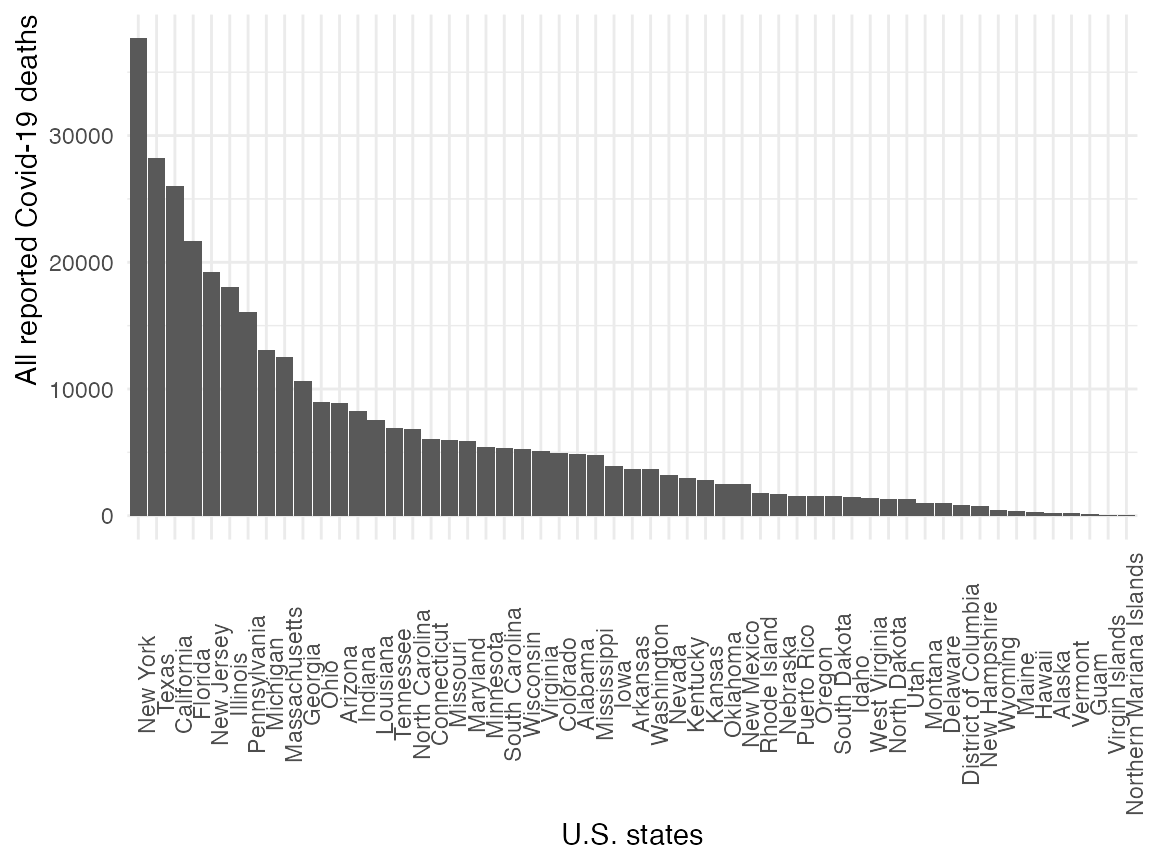 All reported Covid-19 deaths
30000
20000
10000
0
New York
Texas
California
Florida
New Jersey
Illinois
Pennsylvania
Michigan
Massachusetts
Georgia
Ohio
Arizona
Indiana
Louisiana
Tennessee
North Carolina
Connecticut
Missouri
Maryland
Minnesota
South Carolina
Wisconsin
Virginia
Colorado
Alabama
Mississippi
Iowa
Arkansas
Washington
Nevada
Kentucky
Kansas
Oklahoma
New Mexico
Rhode Island
Nebraska
Puerto Rico
Oregon
South Dakota
Idaho
West Virginia
North Dakota
Utah
Montana
Delaware
District of Columbia
New Hampshire
Wyoming
Maine
Hawaii
Alaska
Vermont
Guam
Virgin Islands
Northern Mariana Islands
U.S. states